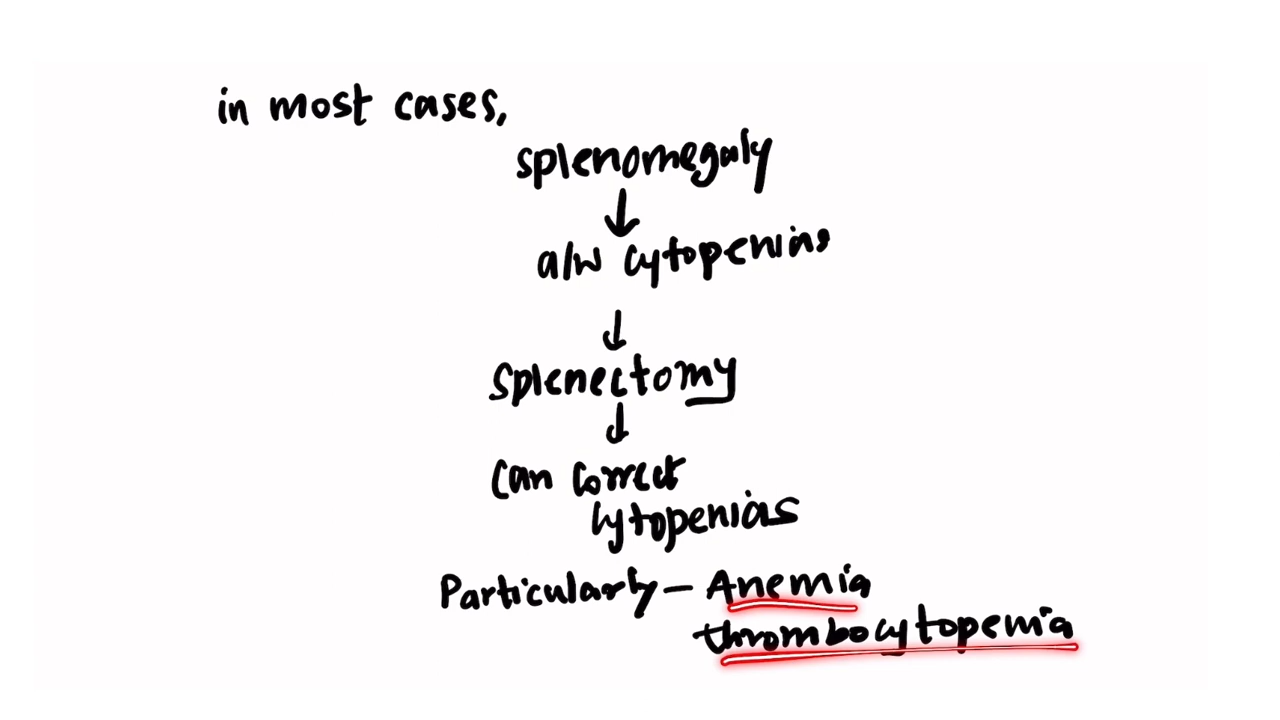 in most cases,
splenomegaly
↓
a/w cytopenias
↓
Splenectomy
↓
Can correct
cytopenias
Particularly - Anemia
thrombocytopenia